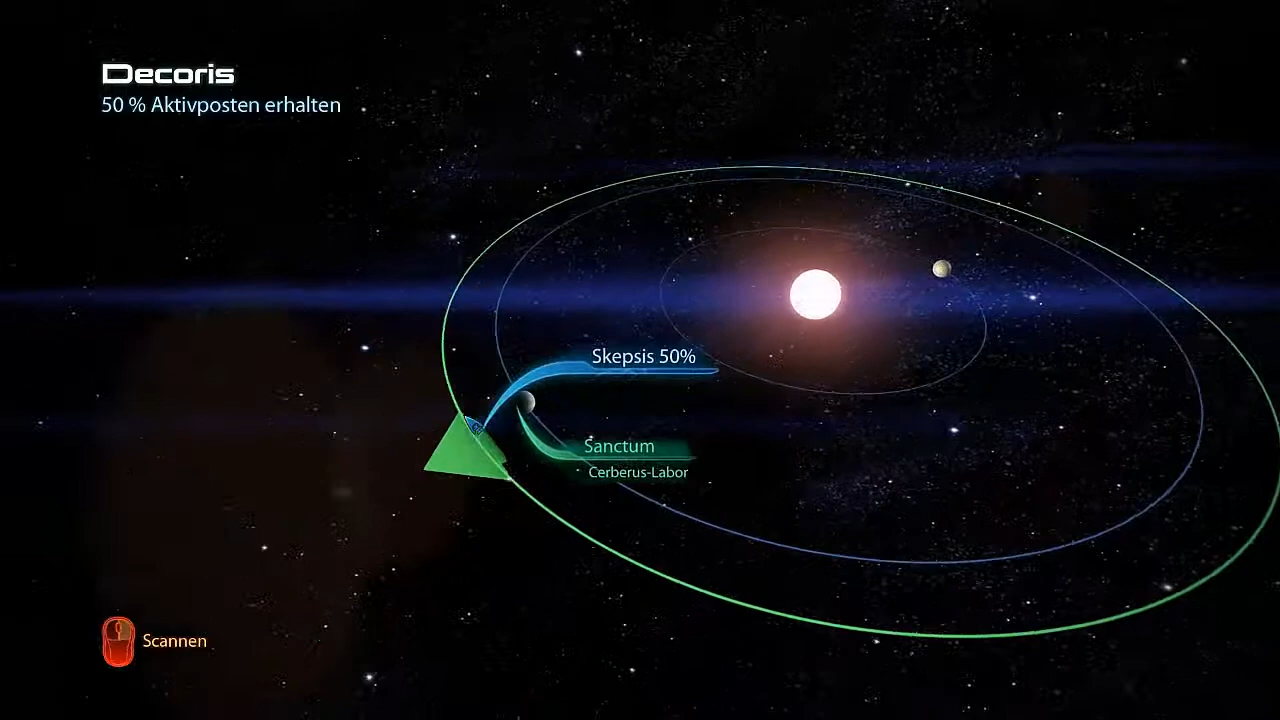 Decoris
50 % Aktivposten erhalten
Skepsis 50%
Sanctum
Cerberus-Labor
Scannen